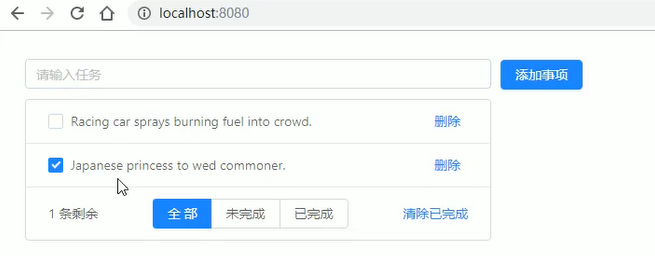 localhost:8080
请输入任务 添加事项
Racing car sprays burning fuel into crowd. 删除
Japanese princess to wed commoner. 删除
1 条剩余 全 部 未完成 已完成 清除已完成